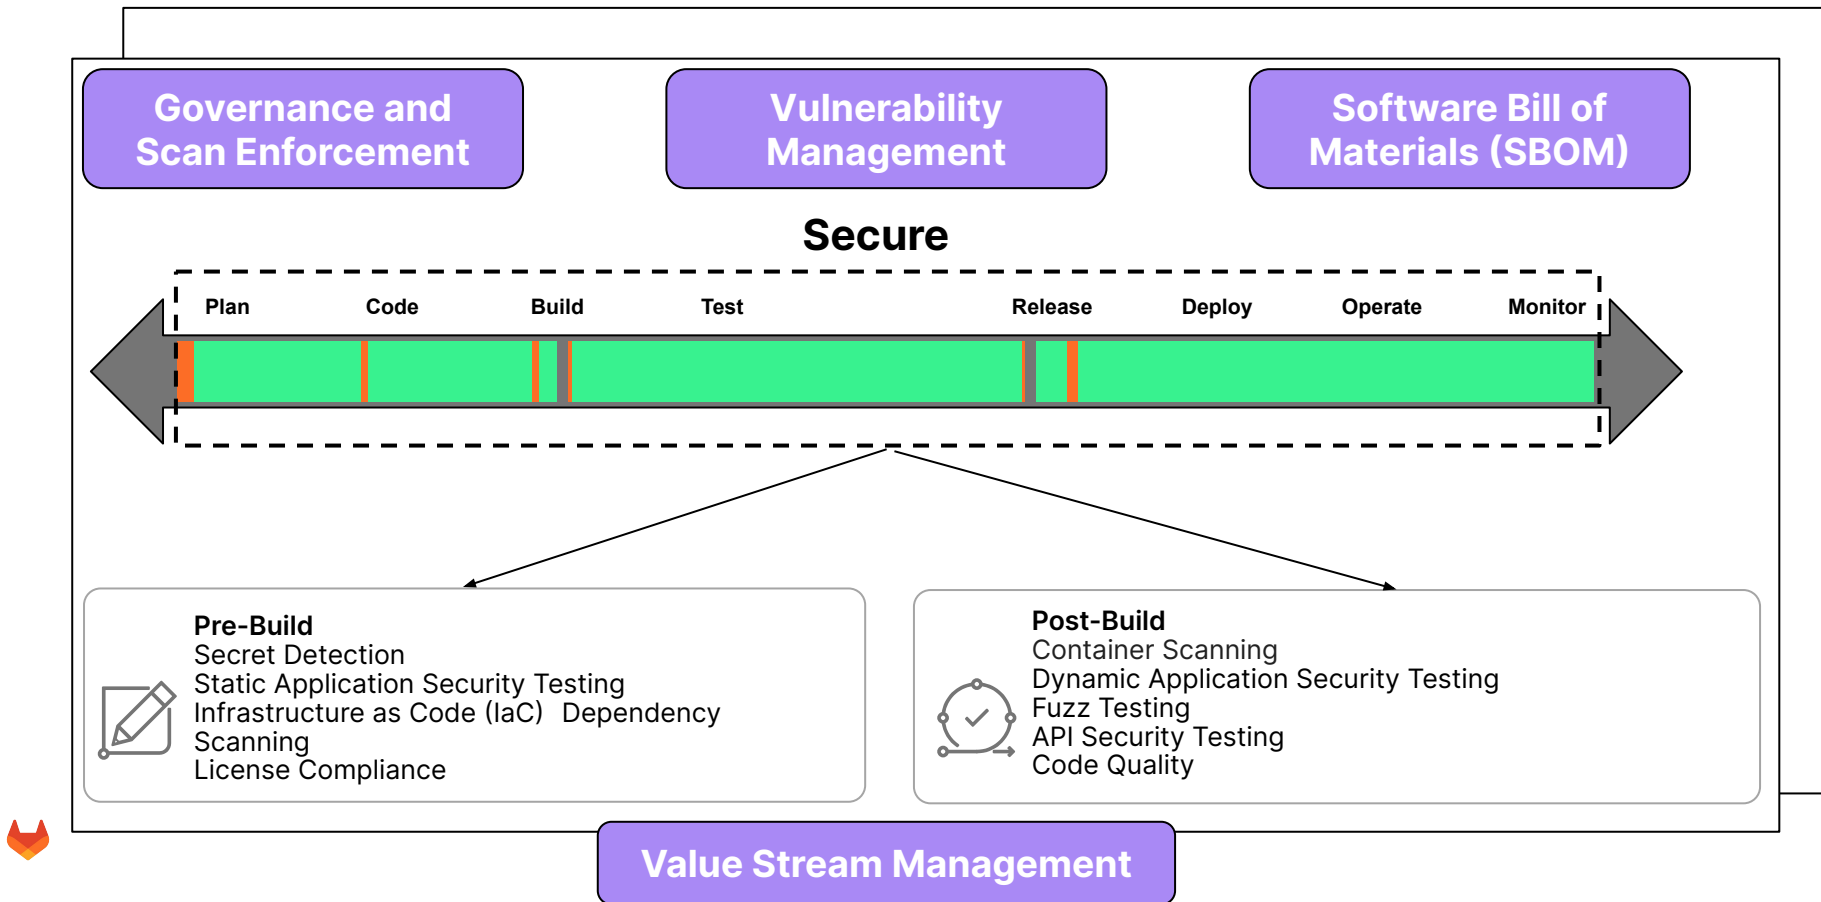 Governance and
Scan Enforcement
Vulnerability
Management
Software Bill of
Materials (SBOM)
Secure
Plan Code Build Test Release Deploy Operate Monitor
Pre-Build
Secret Detection
Static Application Security Testing
Infrastructure as Code (IaC) Dependency
Scanning
License Compliance
Post-Build
Container Scanning
Dynamic Application Security Testing
Fuzz Testing
API Security Testing
Code Quality
Value Stream Management